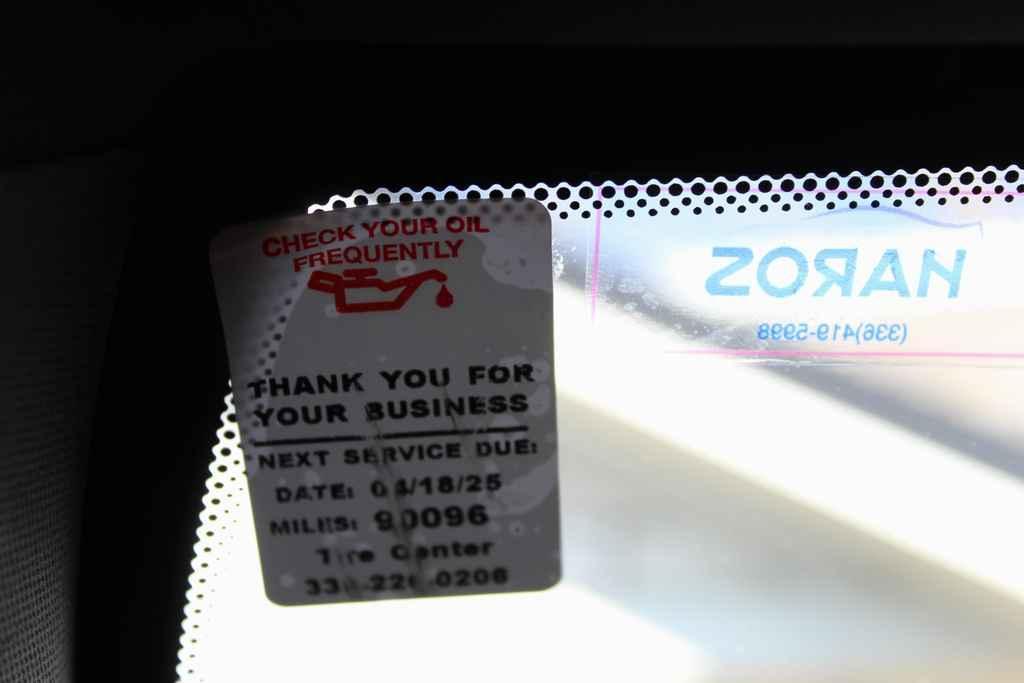 CHECK YOUR OIL
FREQUENTLY
THANK YOU FOR
YOUR BUSINESS
NEXT SERVICE DUE:
DATE: 04/18/25
MILES: 90096
Tire Center
NAROZ
(336)419-5998